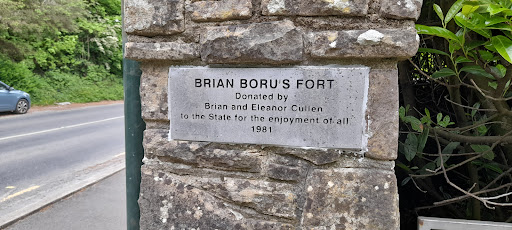 BRIAN BORU'S FORT
Donated by
Brian and Eleanor Cullen
to the State for the enjoyment of all
1981